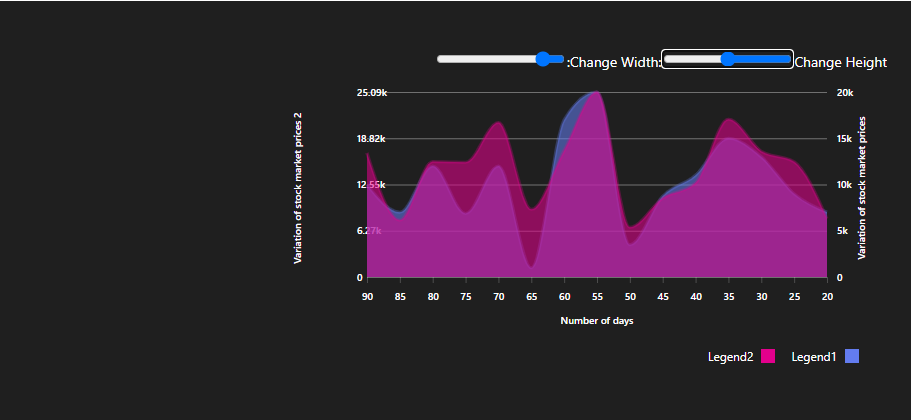 :Change Width:
Change Height
25.09k
18.82k
12.55k
6.27k
0
Variation of stock market prices 2
20k
15k
10k
5k
0
Variation of stock market prices
90 85 80 75 70 65 60 55 50 45 40 35 30 25 20
Number of days
Legend2 Legend1